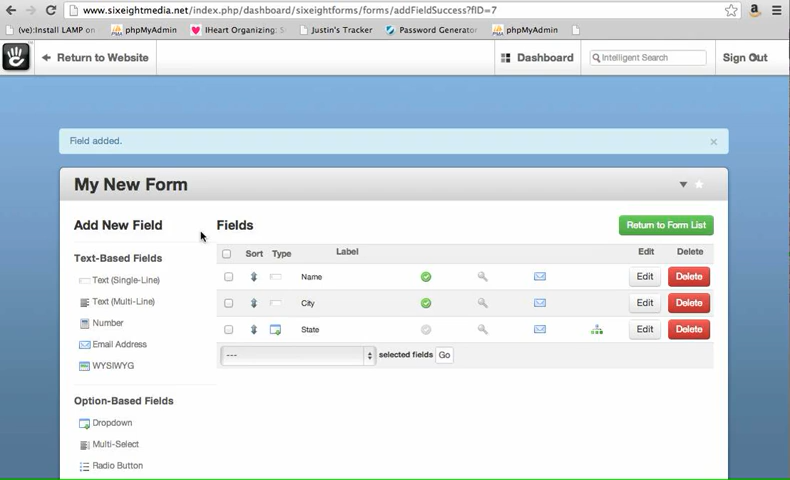 www.sixeightmedia.net/index.php/dashboard/sixeightforms/forms/addFieldSuccess?fID=7
(ve):Install LAMP on
phpMyAdmin
IHeart Organizing: S
Justin's Tracker
Password Generator
phpMyAdmin
Return to Website
Dashboard
Intelligent Search
Sign Out
Field added.
My New Form
Add New Field
Fields
Return to Form List
Sort Type Label Edit Delete
Text-Based Fields
Text (Single-Line)
Text (Multi-Line)
Number
Email Address
WYSIWYG
Name Edit Delete
City Edit Delete
State Edit Delete
--- selected fields Go
Option-Based Fields
Dropdown
Multi-Select
Radio Button